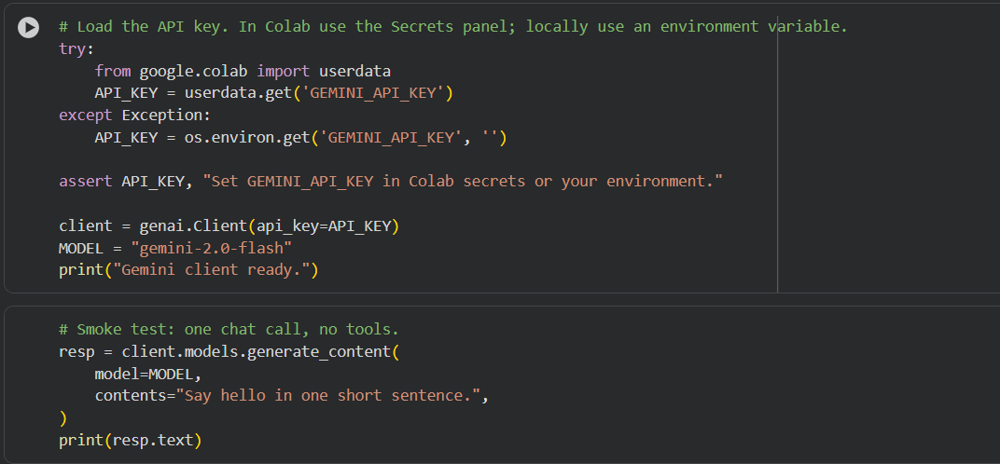 # Load the API key. In Colab use the Secrets panel; locally use an environment variable.
try:
    from google.colab import userdata
    API_KEY = userdata.get('GEMINI_API_KEY')
except Exception:
    API_KEY = os.environ.get('GEMINI_API_KEY', '')

assert API_KEY, "Set GEMINI_API_KEY in Colab secrets or your environment."

client = genai.Client(api_key=API_KEY)
MODEL = "gemini-2.0-flash"
print("Gemini client ready.")

# Smoke test: one chat call, no tools.
resp = client.models.generate_content(
    model=MODEL,
    contents="Say hello in one short sentence.",
)
print(resp.text)